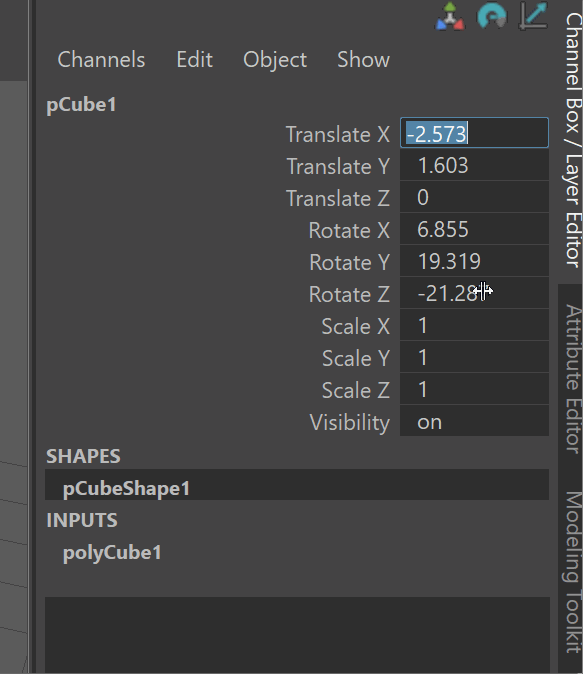 Channels Edit Object Show
pCube1
Translate X -2.573
Translate Y 1.603
Translate Z 0
Rotate X 6.855
Rotate Y 19.319
Rotate Z -21.28
Scale X 1
Scale Y 1
Scale Z 1
Visibility on
SHAPES
pCubeShape1
INPUTS
polyCube1
Channel Box / Layer Editor
Attribute Editor
Modeling Toolkit